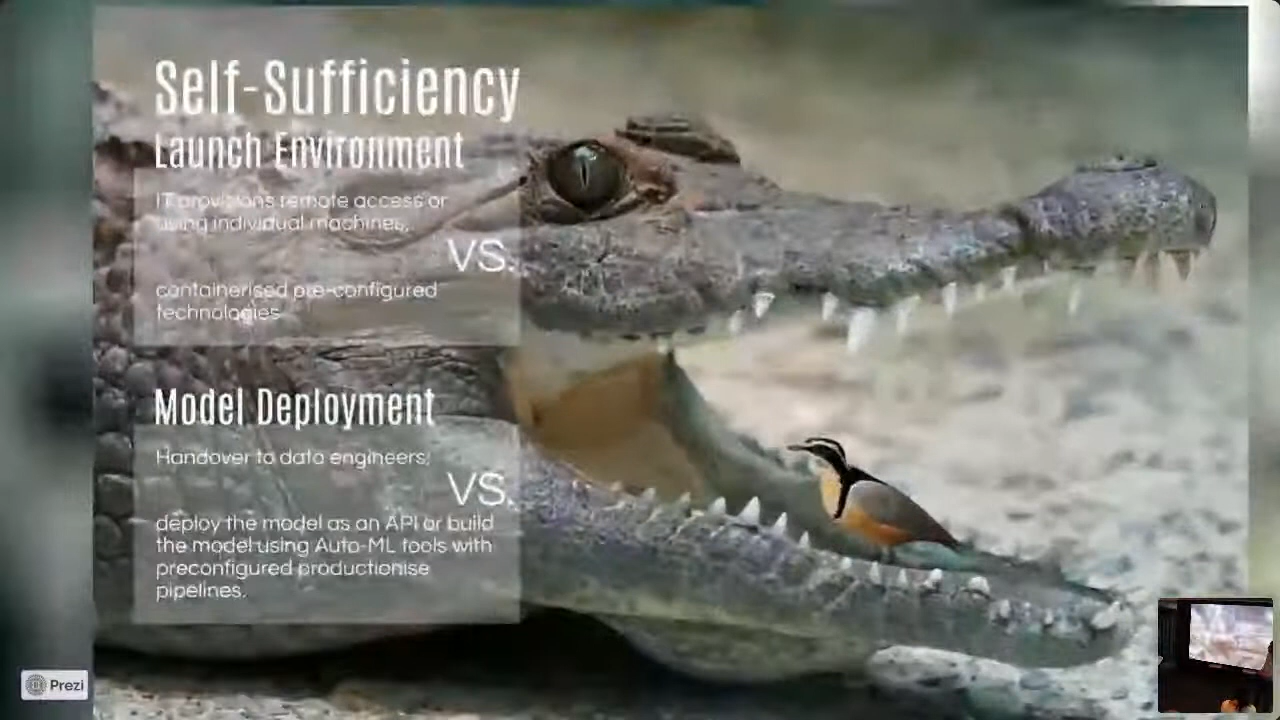 Self-Sufficiency
Launch Environment
IT provisions remote access or
using individual machines,
VS.
containerised pre-configured
technologies
Model Deployment
Handover to data engineers;
VS.
deploy the model as an API or build
the model using Auto-ML tools with
preconfigured productionise
pipelines.
Prezi